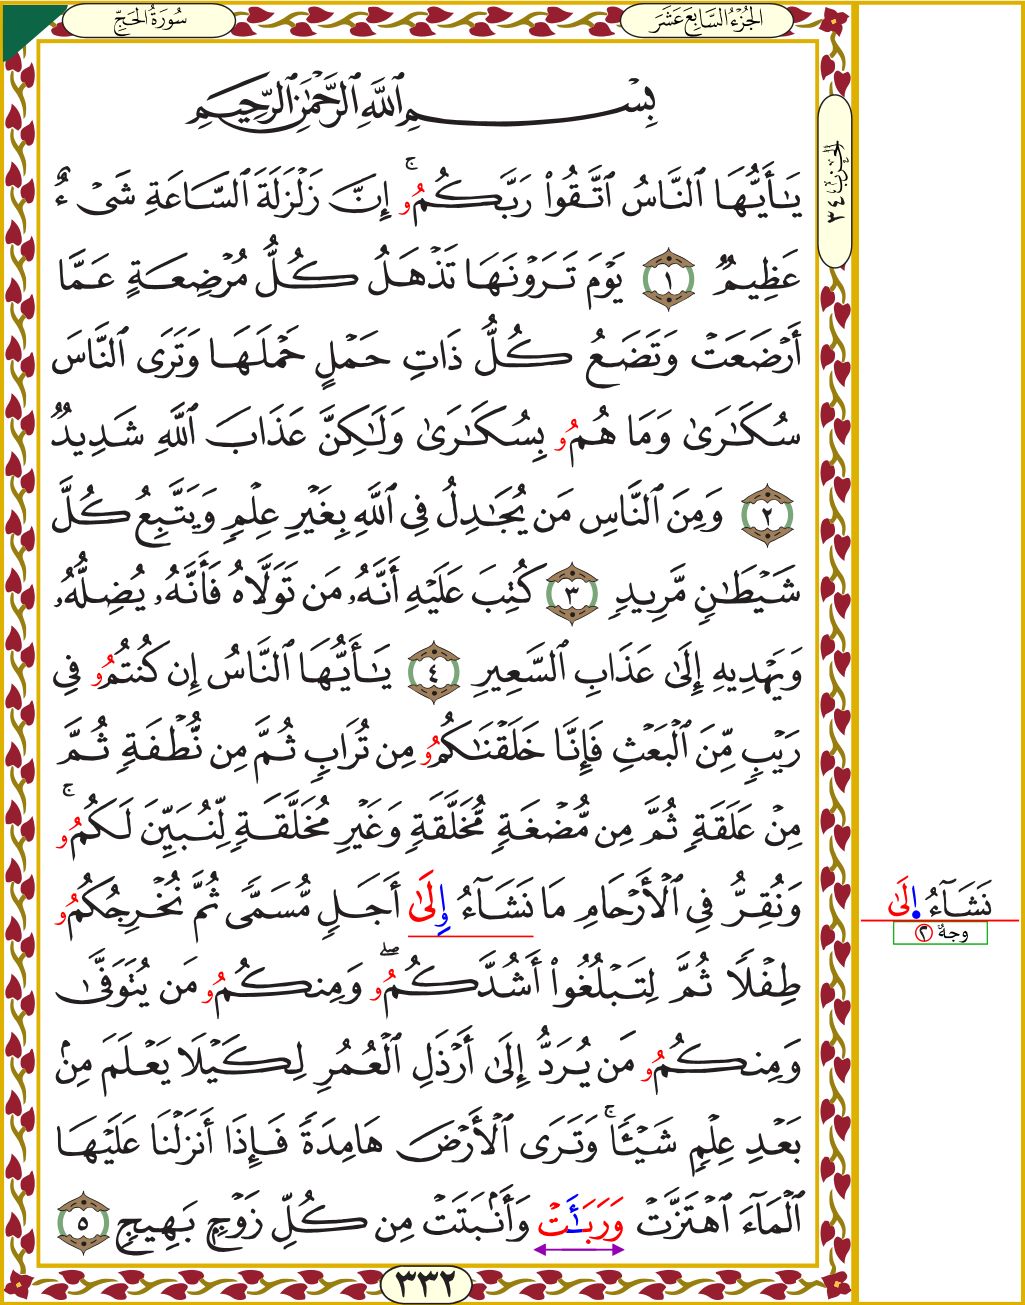 سُورَةُ الحَجِّ
الجُزْءُ السَّابِعَ عَشَرَ
الحِزْبُ ٣٤
بِسْمِ ٱللَّهِ ٱلرَّحْمَٰنِ ٱلرَّحِيمِ
يَـٰٓأَيُّهَا ٱلنَّاسُ ٱتَّقُوا۟ رَبَّكُمُۥ ۚ إِنَّ زَلْزَلَةَ ٱلسَّاعَةِ شَىْءٌ
عَظِيمٌ ١ يَوْمَ تَرَوْنَهَا تَذْهَلُ كُلُّ مُرْضِعَةٍ عَمَّا
أَرْضَعَتْ وَتَضَعُ كُلُّ ذَاتِ حَمْلٍ حَمْلَهَا وَتَرَى ٱلنَّاسَ
سُكَـٰرَىٰ وَمَا هُمُۥ بِسُكَـٰرَىٰ وَلَـٰكِنَّ عَذَابَ ٱللَّهِ شَدِيدٌ
٢ وَمِنَ ٱلنَّاسِ مَن يُجَـٰدِلُ فِى ٱللَّهِ بِغَيْرِ عِلْمٍ وَيَتَّبِعُ كُلَّ
شَيْطَـٰنٍ مَّرِيدٍ ٣ كُتِبَ عَلَيْهِ أَنَّهُۥ مَن تَوَلَّاهُ فَأَنَّهُۥ يُضِلُّهُۥ
وَيَهْدِيهِ إِلَىٰ عَذَابِ ٱلسَّعِيرِ ٤ يَـٰٓأَيُّهَا ٱلنَّاسُ إِن كُنتُمُۥ فِى
رَيْبٍ مِّنَ ٱلْبَعْثِ فَإِنَّا خَلَقْنَـٰكُمُۥ مِن تُرَابٍ ثُمَّ مِن نُّطْفَةٍ ثُمَّ
مِنْ عَلَقَةٍ ثُمَّ مِن مُّضْغَةٍ مُّخَلَّقَةٍ وَغَيْرِ مُخَلَّقَةٍ لِّنُبَيِّنَ لَكُمُۥ ۚ
وَنُقِرُّ فِى ٱلْأَرْحَامِ مَا نَشَآءُ وِلَىٰٓ أَجَلٍ مُّسَمًّى ثُمَّ نُخْرِجُكُمُۥ
طِفْلًا ثُمَّ لِتَبْلُغُوٓا۟ أَشُدَّكُمُۥ ۖ وَمِنكُمُۥ مَن يُتَوَفَّىٰ
وَمِنكُمُۥ مَن يُرَدُّ إِلَىٰٓ أَرْذَلِ ٱلْعُمُرِ لِكَيْلَا يَعْلَمَ مِنۢ
بَعْدِ عِلْمٍ شَيْـًٔا ۚ وَتَرَى ٱلْأَرْضَ هَامِدَةً فَإِذَآ أَنزَلْنَا عَلَيْهَا
ٱلْمَآءَ ٱهْتَزَّتْ وَرَبَأَتْ وَأَنۢبَتَتْ مِن كُلِّ زَوْجٍۭ بَهِيجٍ ٥
نَشَآءُ اِلَىٰٓ
وجهٌ ٢
٣٣٢